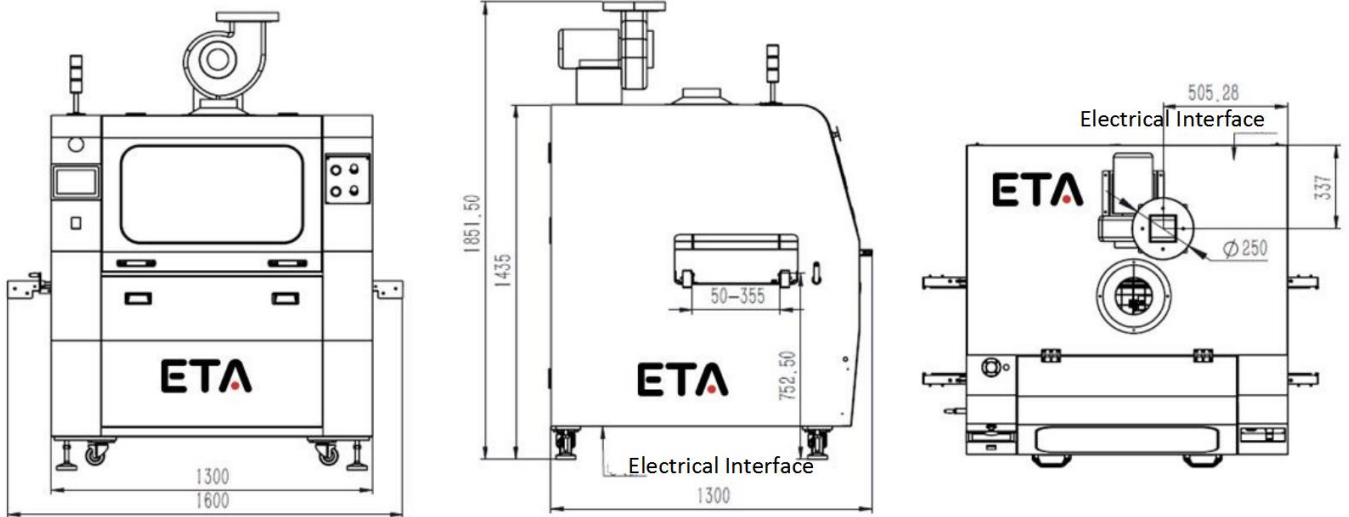 ETA
1300
1600
1851.50
1435
50-355
752.50
ETA
Electrical Interface
1300
505.28
Electrical Interface
337
ETA
Ø250